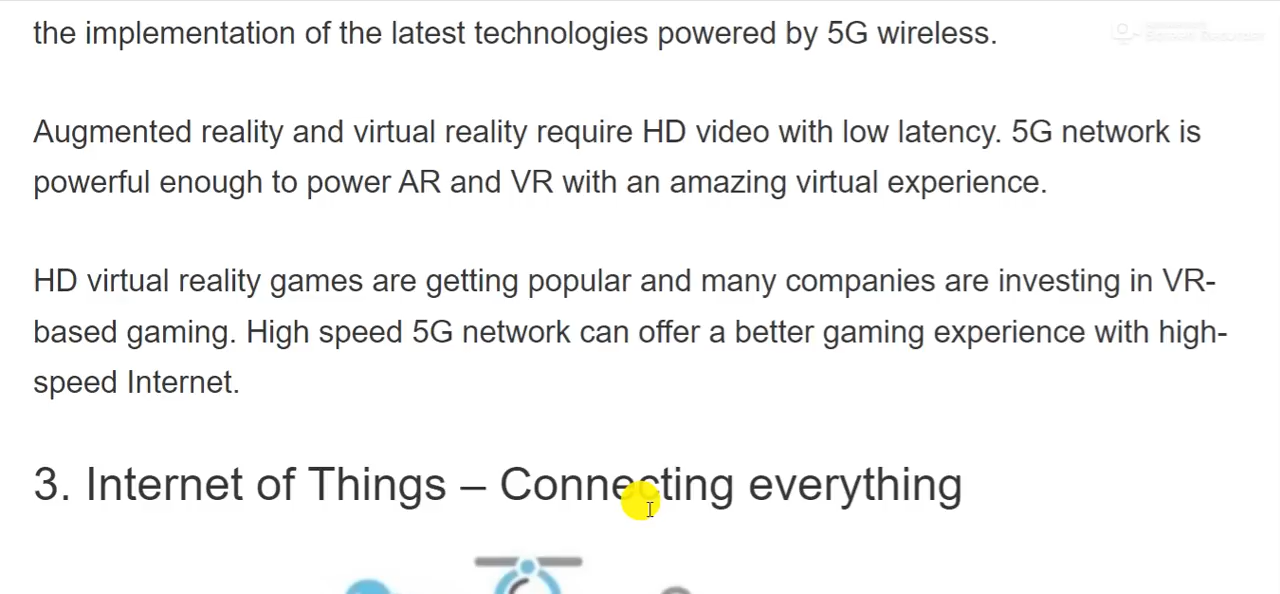 the implementation of the latest technologies powered by 5G wireless.
Augmented reality and virtual reality require HD video with low latency. 5G network is
powerful enough to power AR and VR with an amazing virtual experience.
HD virtual reality games are getting popular and many companies are investing in VR-
based gaming. High speed 5G network can offer a better gaming experience with high-
speed Internet.
3. Internet of Things – Connecting everything